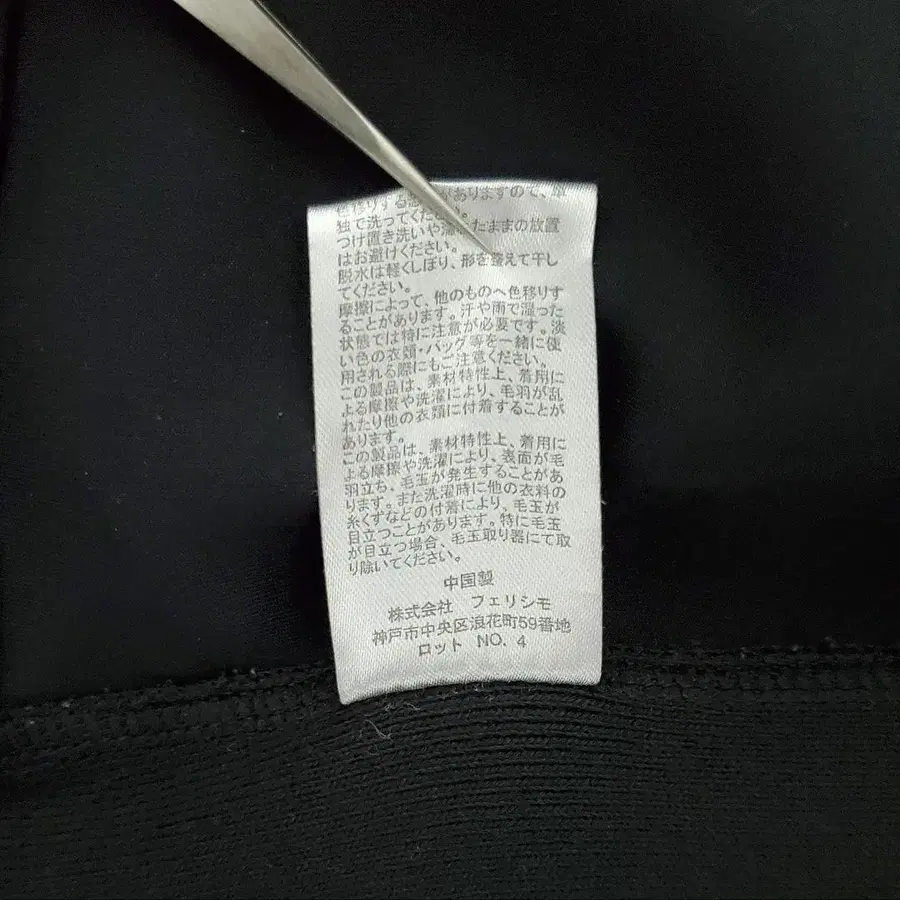 色移りする がありますので、
独で洗ってください。
つけ置き洗いや濡れたままの放置
はお避けください。
脱水は軽くしぼり、形を整えて干し
てください。
摩擦によって、他のものへ色移りす
ることがあります。汗や雨で湿った
状態では特に注意が必要です。淡
い色の衣類・バッグ等を一緒に使
用される際にもご注意ください。
この製品は、素材特性上、着用に
よる摩擦や洗濯により、毛羽が乱
れたり他の衣類に付着することが
あります。
この製品は、素材特性上、着用に
よる摩擦や洗濯により、表面が毛
羽立ち、毛玉が発生することがあ
ります。また洗濯時に他の衣料の
糸くずなどの付着により、毛玉が
目立つことがあります。特に毛玉
が目立つ場合、毛玉取り器にて取
り除いてください。
中国製
株式会社 フェリシモ
神戸市中央区浪花町59番地
ロット NO. 4